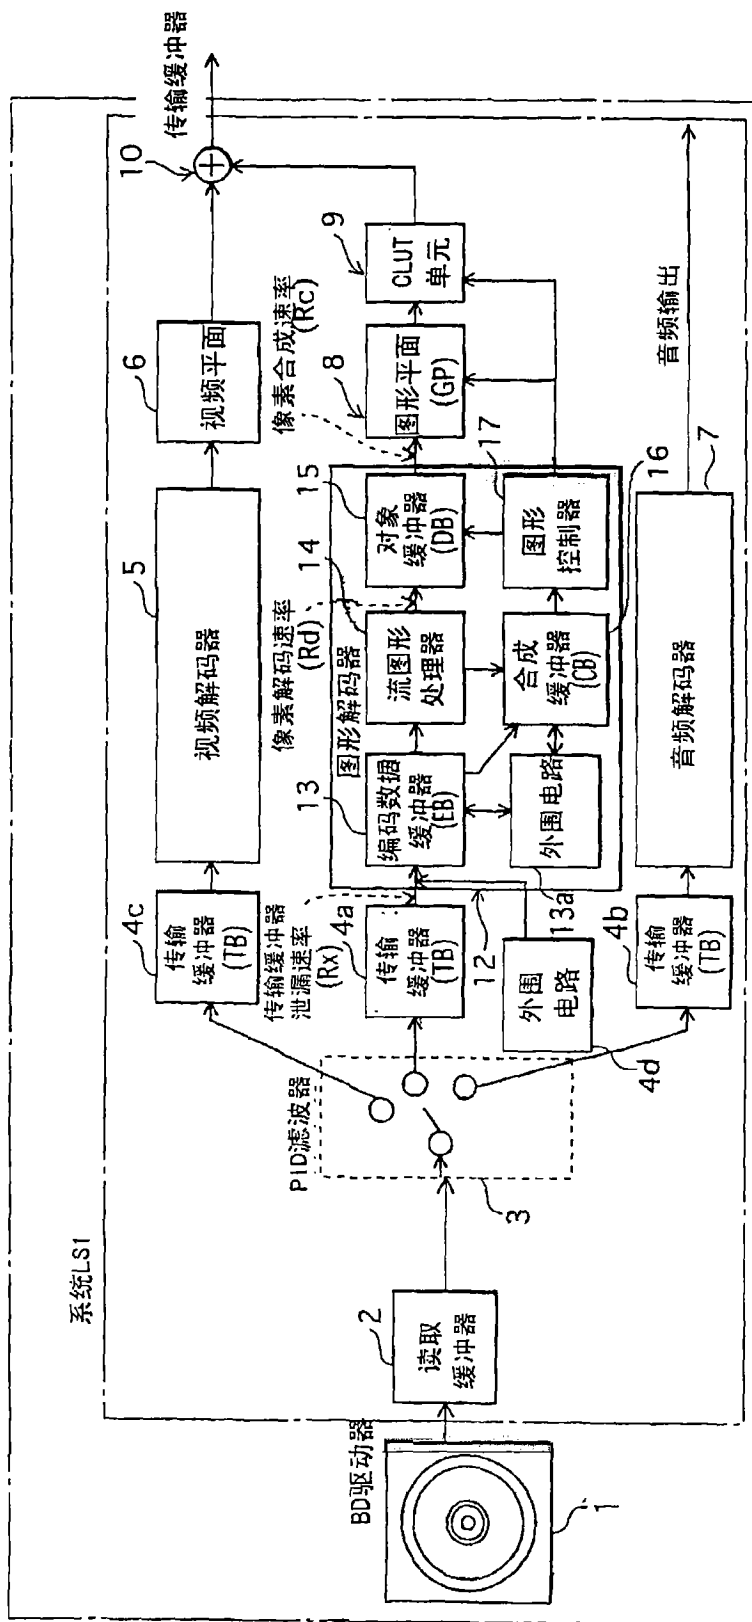 系统LS1
BD驱动器
1
读取
缓冲器
2
PID滤波器
3
传输
缓冲器
(TB)
4c
视频解码器
5
视频平面
6
10
传输缓冲器
传输缓冲器
泄漏速率
(Rx)
传输
缓冲器
(TB)
4a
外围
电路
4d
12
图形解码器
编码数据
缓冲器
(EB)
13
外围电路
13a
像素解码速率
(Rd)
流图形
处理器
14
对象
缓冲器
(DB)
15
合成
缓冲器
(CB)
16
图形
控制器
17
像素合成速率
(Rc)
图形平面
(GP)
8
CLUT
单元
9
传输
缓冲器
(TB)
4b
音频解码器
7
音频输出